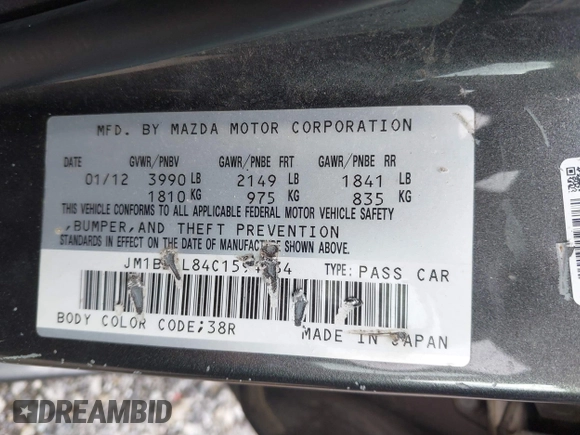 MFD. BY MAZDA MOTOR CORPORATION
DATE GVWR/PNBV GAWR/PNBE FRT GAWR/PNBE RR
01/12 3990 LB 2149 LB 1841 LB
1810 KG 975 KG 835 KG
THIS VEHICLE CONFORMS TO ALL APPLICABLE FEDERAL MOTOR VEHICLE SAFETY
,BUMPER,AND THEFT PREVENTION
STANDARDS IN EFFECT ON THE DATE OF MANUFACTURE SHOWN ABOVE.
TYPE: PASS CAR
BODY COLOR CODE;38R MADE IN JAPAN
DREAMBID